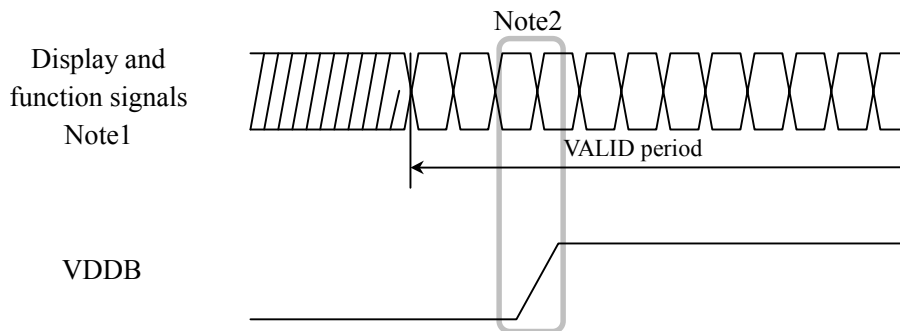 Note2
Display and
function signals
Note1
VALID period
VDDB